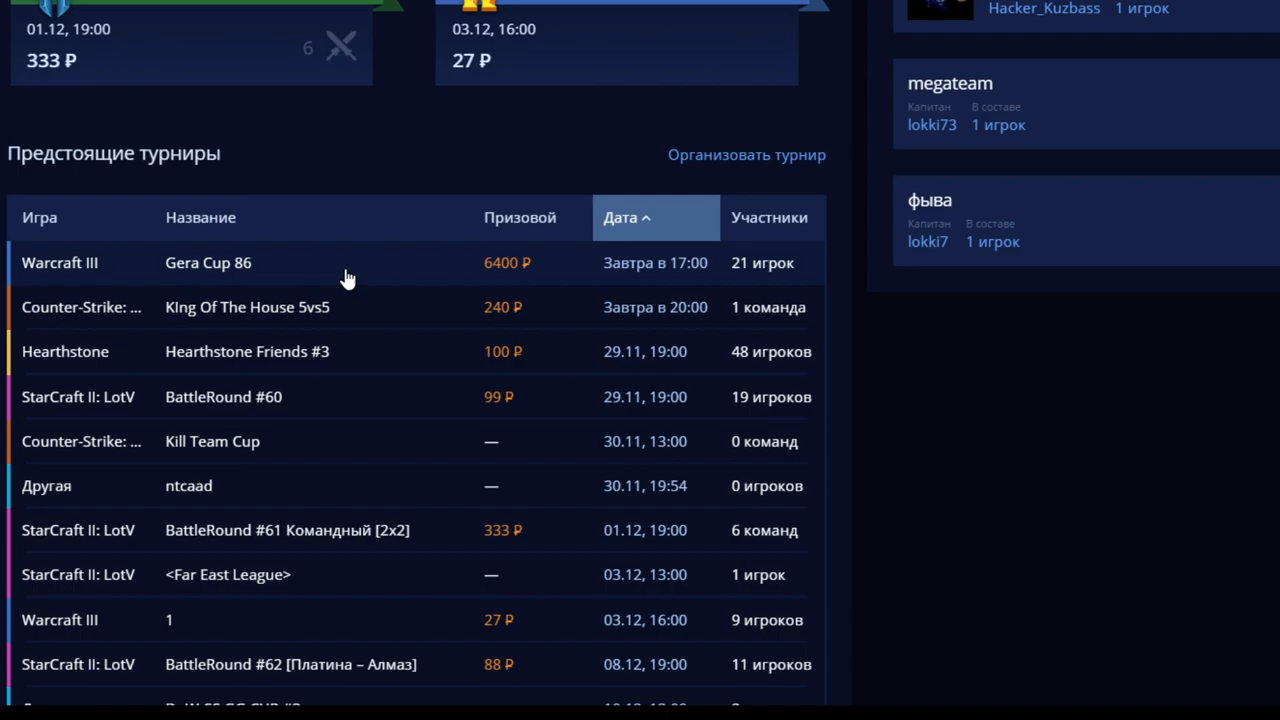 01.12, 19:00
333 ₽
6
03.12, 16:00
27 ₽
Hacker_Kuzbass 1 игрок
megateam
Капитан В составе
lokki73 1 игрок
фыва
Капитан В составе
lokki7 1 игрок
Предстоящие турниры
Организовать турнир
Игра Название Призовой Дата Участники
Warcraft III Gera Cup 86 6400 ₽ Завтра в 17:00 21 игрок
Counter-Strike: ... KIng Of The House 5vs5 240 ₽ Завтра в 20:00 1 команда
Hearthstone Hearthstone Friends #3 100 ₽ 29.11, 19:00 48 игроков
StarCraft II: LotV BattleRound #60 99 ₽ 29.11, 19:00 19 игроков
Counter-Strike: ... Kill Team Cup — 30.11, 13:00 0 команд
Другая ntcaad — 30.11, 19:54 0 игроков
StarCraft II: LotV BattleRound #61 Командный [2x2] 333 ₽ 01.12, 19:00 6 команд
StarCraft II: LotV <Far East League> — 03.12, 13:00 1 игрок
Warcraft III 1 27 ₽ 03.12, 16:00 9 игроков
StarCraft II: LotV BattleRound #62 [Платина – Алмаз] 88 ₽ 08.12, 19:00 11 игроков